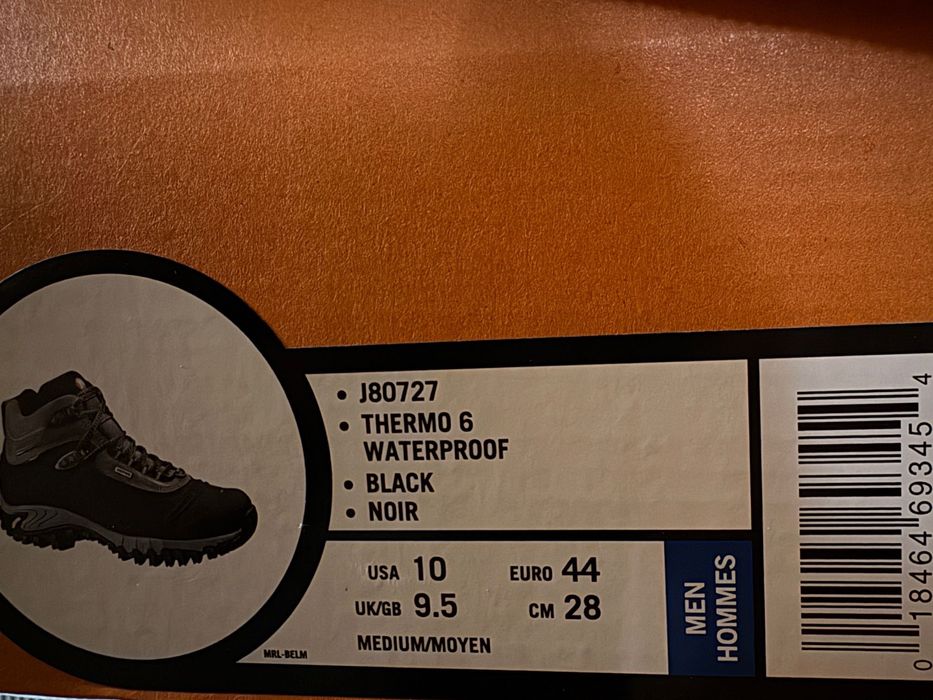 • J80727
• THERMO 6
WATERPROOF
• BLACK
• NOIR
USA 10 EURO 44
UK/GB 9.5 CM 28
MEDIUM/MOYEN
MRL-BELM
MEN
HOMMES
0 18464 69345 4